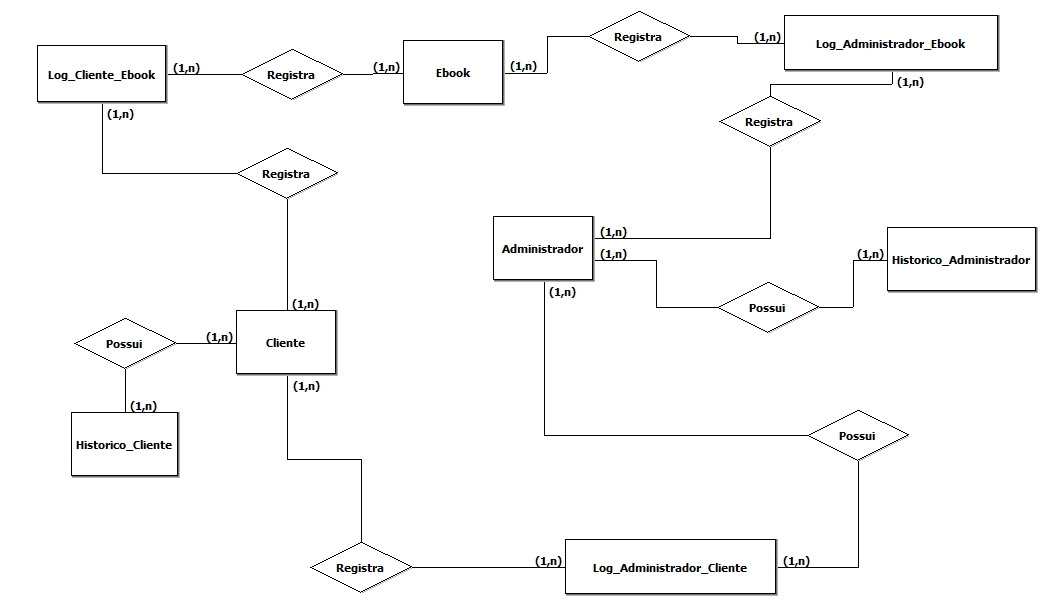 Registra
(1,n)
Log_Administrador_Ebook
Log_Cliente_Ebook
(1,n)
Registra
(1,n)
Ebook
(1,n)
(1,n)
(1,n)
Registra
Registra
(1,n)
Administrador
(1,n)
(1,n)
Historico_Administrador
(1,n)
(1,n)
Possui
(1,n)
Possui
(1,n)
Cliente
(1,n)
(1,n)
Historico_Cliente
Possui
Registra
(1,n)
Log_Administrador_Cliente
(1,n)